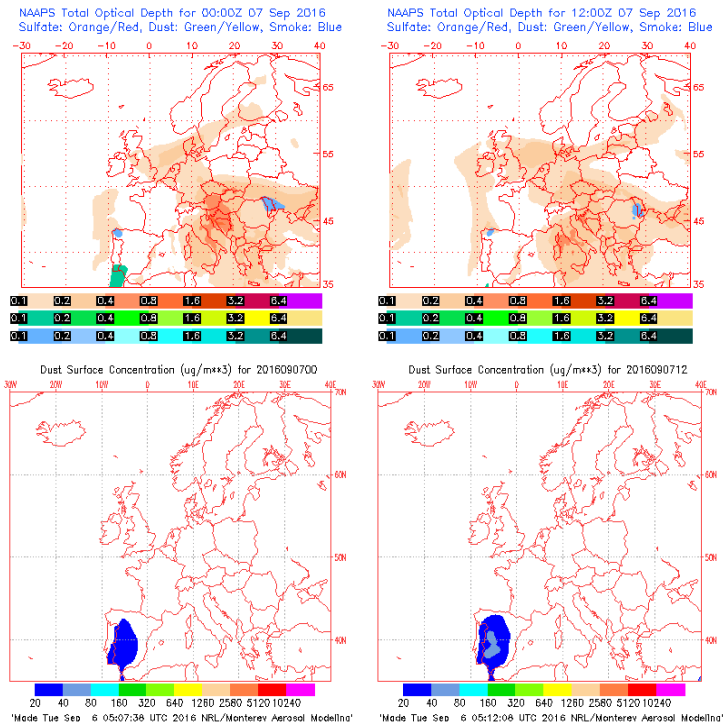 NAAPS Total Optical Depth for 00:00Z 07 Sep 2016
Sulfate: Orange/Red, Dust: Green/Yellow, Smoke: Blue
-30 -20 -10 0 10 20 30 40
65
55
45
35
0.1 0.2 0.4 0.8 1.6 3.2 6.4
0.1 0.2 0.4 0.8 1.6 3.2 6.4
0.1 0.2 0.4 0.8 1.6 3.2 6.4
NAAPS Total Optical Depth for 12:00Z 07 Sep 2016
Sulfate: Orange/Red, Dust: Green/Yellow, Smoke: Blue
-30 -20 -10 0 10 20 30 40
65
55
45
35
0.1 0.2 0.4 0.8 1.6 3.2 6.4
0.1 0.2 0.4 0.8 1.6 3.2 6.4
0.1 0.2 0.4 0.8 1.6 3.2 6.4
Dust Surface Concentration (ug/m**3) for 2016090700
30W 20W 10W 0 10E 20E 30E 40E
70N
60N
50N
40N
20 40 80 160 320 640 1280 2560 5120 10240
'Made Tue Sep 6 05:07:38 UTC 2016 NRL/Monterey Aerosol Modeling'
Dust Surface Concentration (ug/m**3) for 2016090712
30W 20W 10W 0 10E 20E 30E 40E
70N
60N
50N
40N
20 40 80 160 320 640 1280 2560 5120 10240
'Made Tue Sep 6 05:12:08 UTC 2016 NRL/Monterey Aerosol Modeling'